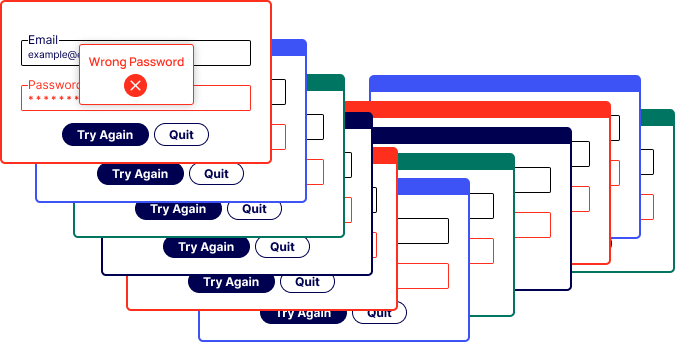 Email
example@e
Wrong Password
Password
*******
Try Again Quit
Try Again Quit
Try Again Quit
Try Again Quit
Try Again Quit
Try Again Quit